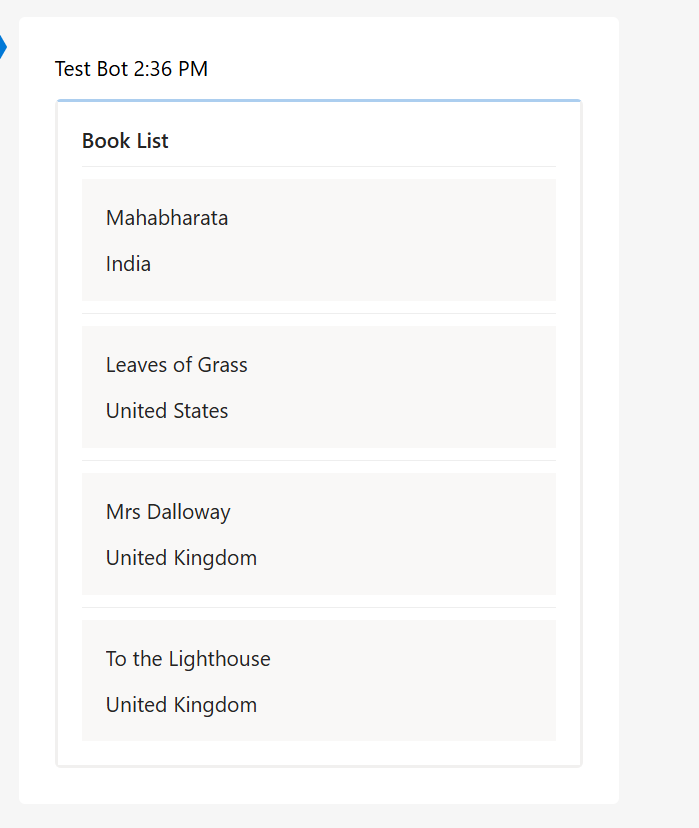 Test Bot 2:36 PM
Book List
Mahabharata
India
Leaves of Grass
United States
Mrs Dalloway
United Kingdom
To the Lighthouse
United Kingdom